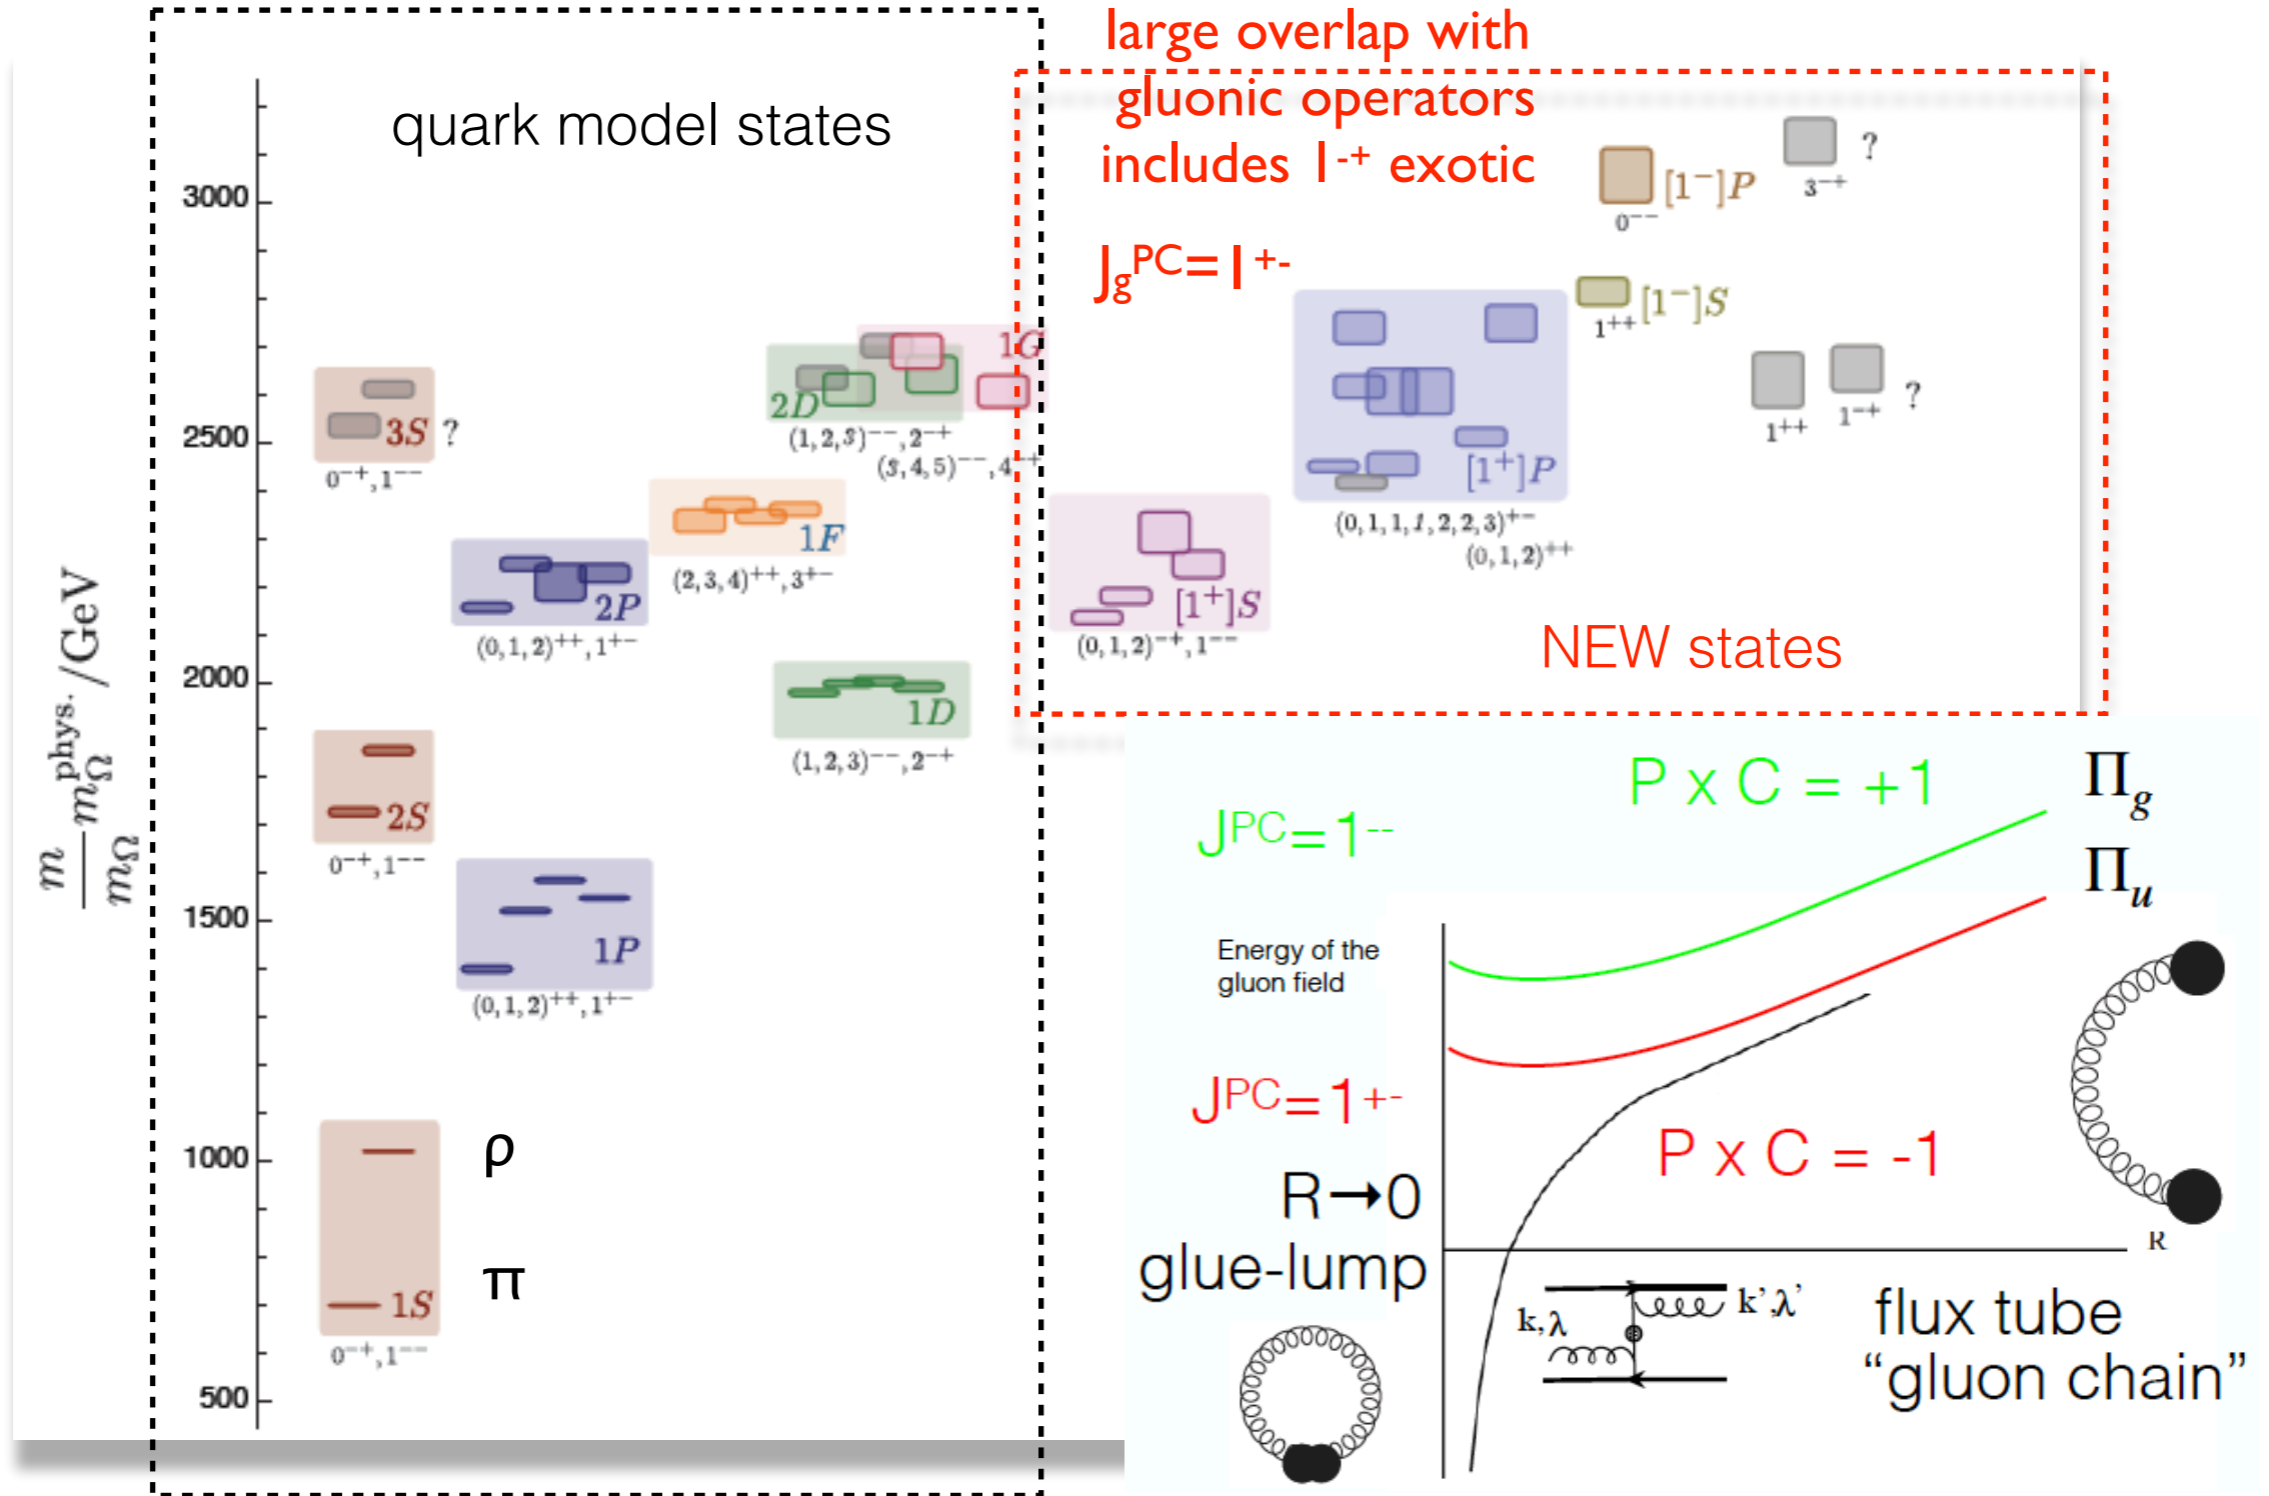 large overlap with
gluonic operators
includes 1⁻⁺ exotic
J_g^PC=1⁺⁻
quark model states
3000
2500
2000
1500
1000
500
m/m_Ω m_Ω^phys. /GeV
[1⁻]P
0⁻⁻
?
3⁻⁺
1⁺⁺
[1⁻]S
1⁺⁺
1⁻⁺
?
3S ?
0⁻⁺, 1⁻⁻
2D
1G
(1, 2, 3)⁻⁻, 2⁻⁺
(3, 4, 5)⁻⁻, 4⁻⁺
1F
(2, 3, 4)⁺⁺, 3⁺⁻
2P
(0, 1, 2)⁺⁺, 1⁺⁻
[1⁺]P
(0, 1, 1, 1, 2, 2, 3)⁺⁻
(0, 1, 2)⁺⁺
[1⁺]S
(0, 1, 2)⁻⁺, 1⁻⁻
NEW states
1D
(1, 2, 3)⁻⁻, 2⁻⁺
2S
0⁻⁺, 1⁻⁻
1P
(0, 1, 2)⁺⁺, 1⁺⁻
ρ
π
1S
0⁻⁺, 1⁻⁻
P x C = +1
Π_g
J^PC=1⁻⁻
Π_u
Energy of the
gluon field
J^PC=1⁺⁻
P x C = -1
R→0
glue-lump
R
k,λ
k',λ'
flux tube
“gluon chain”